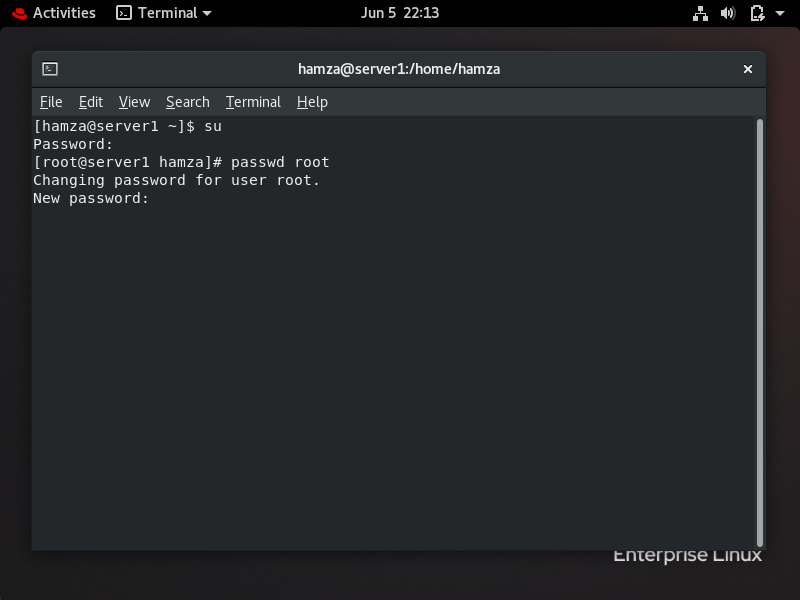 Activities Terminal Jun 5 22:13
hamza@server1:/home/hamza
File Edit View Search Terminal Help
[hamza@server1 ~]$ su
Password:
[root@server1 hamza]# passwd root
Changing password for user root.
New password:
Enterprise Linux